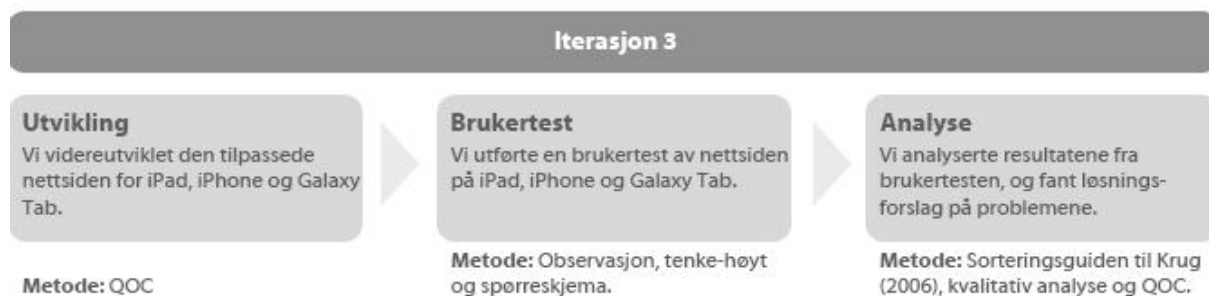 Iterasjon 3
Utvikling
Vi videreutviklet den tilpassede
nettsiden for iPad, iPhone og Galaxy
Tab.
Metode: QOC
Brukertest
Vi utførte en brukertest av nettsiden
på iPad, iPhone og Galaxy Tab.
Metode: Observasjon, tenke-høyt
og spørreskjema.
Analyse
Vi analyserte resultatene fra
brukertesten, og fant løsnings-
forslag på problemene.
Metode: Sorteringsguiden til Krug
(2006), kvalitativ analyse og QOC.